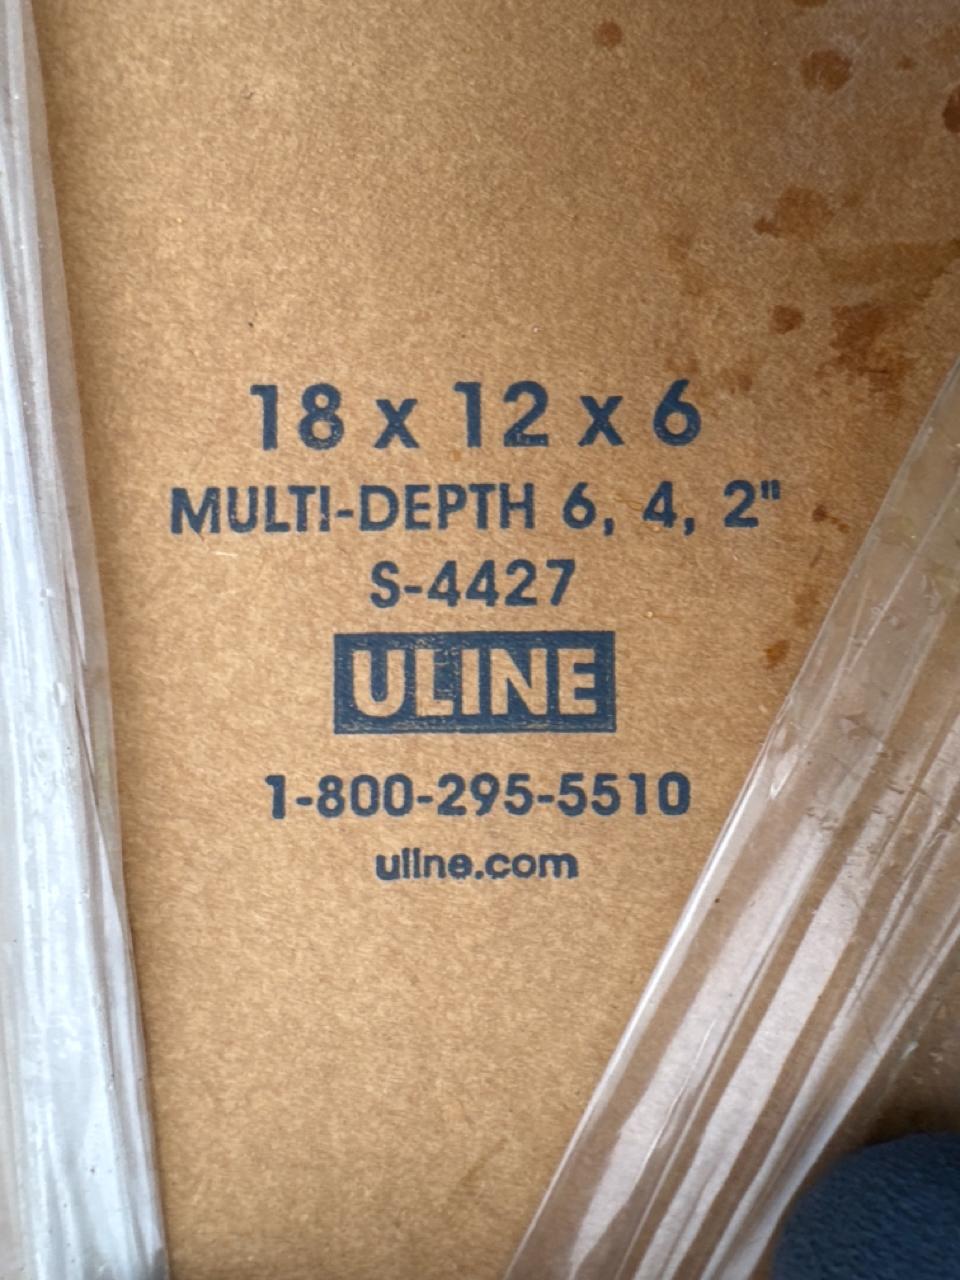 18 x 12 x 6
MULTI-DEPTH 6, 4, 2"
S-4427
ULINE
1-800-295-5510
uline.com